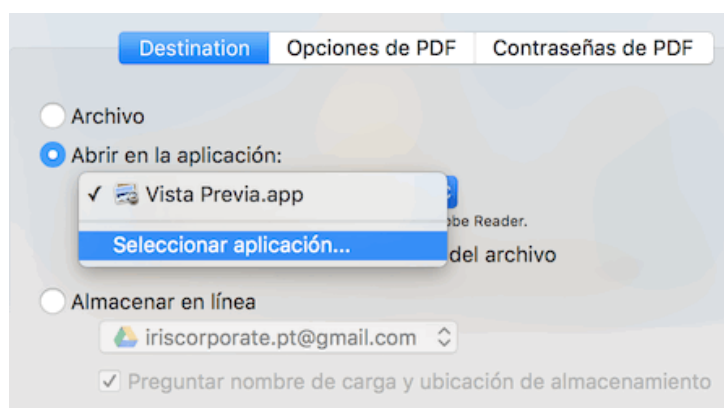 Destination Opciones de PDF Contraseñas de PDF
Archivo
Abrir en la aplicación:
✓ Vista Previa.app
Reader.
Seleccionar aplicación...
del archivo
Almacenar en línea
iriscorporate.pt@gmail.com
✓ Preguntar nombre de carga y ubicación de almacenamiento